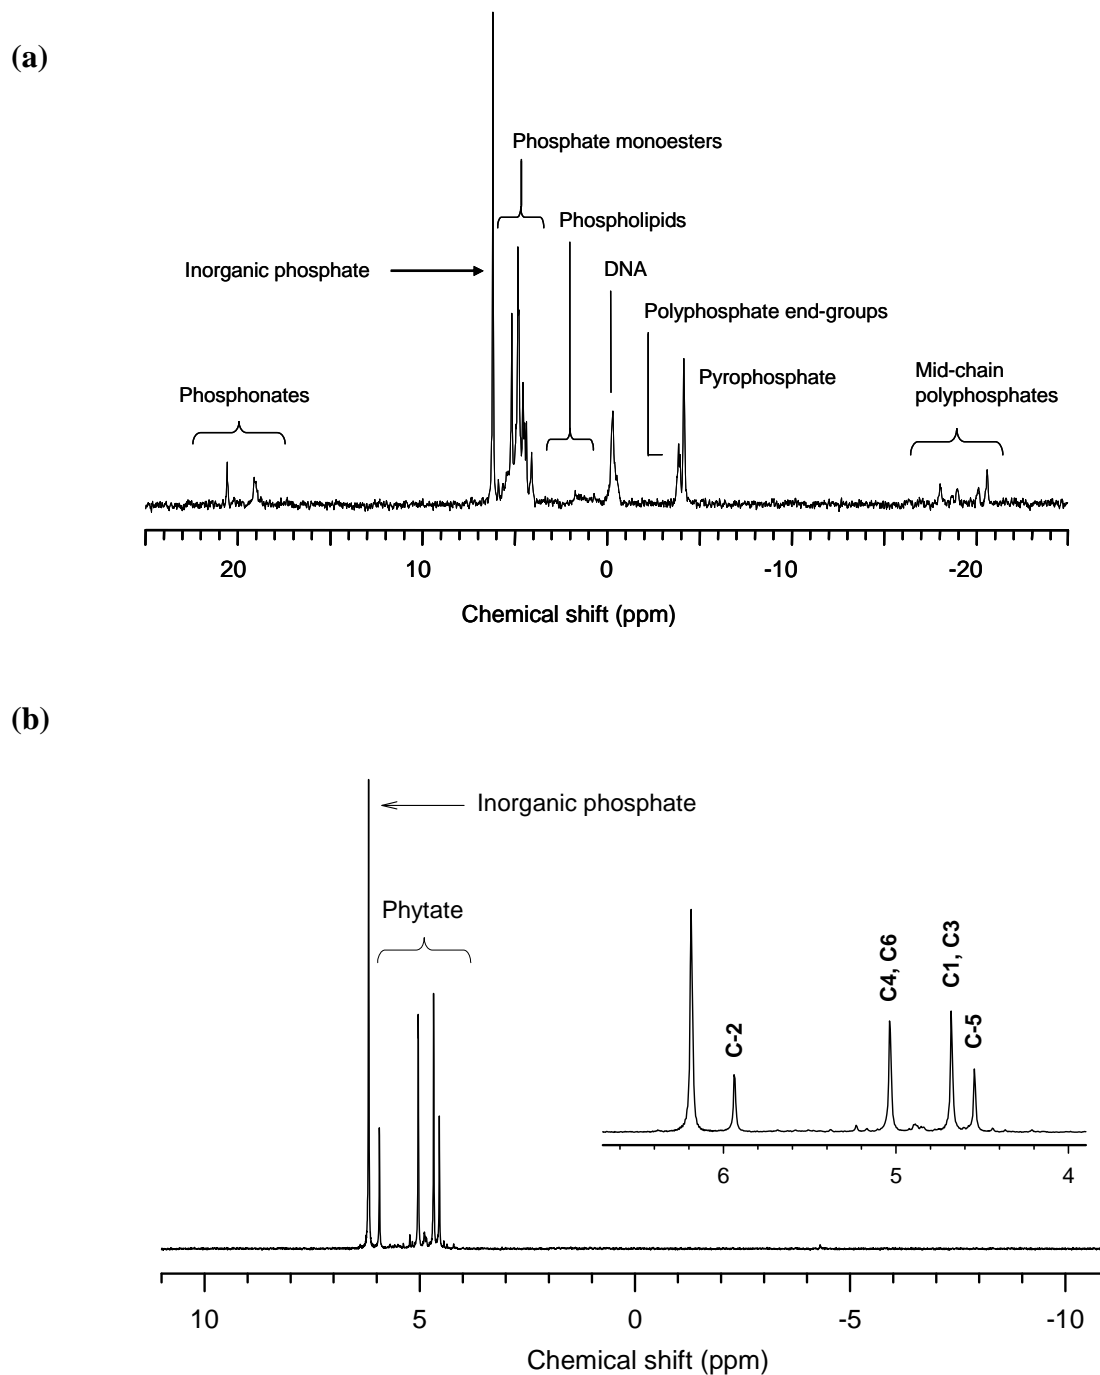 (a)
Phosphate monoesters
Phospholipids
Inorganic phosphate
DNA
Polyphosphate end-groups
Pyrophosphate
Mid-chain
polyphosphates
Phosphonates
20 10 0 -10 -20
Chemical shift (ppm)
(b)
Inorganic phosphate
Phytate
C-2
C4, C6
C1, C3
C-5
6 5 4
10 5 0 -5 -10
Chemical shift (ppm)